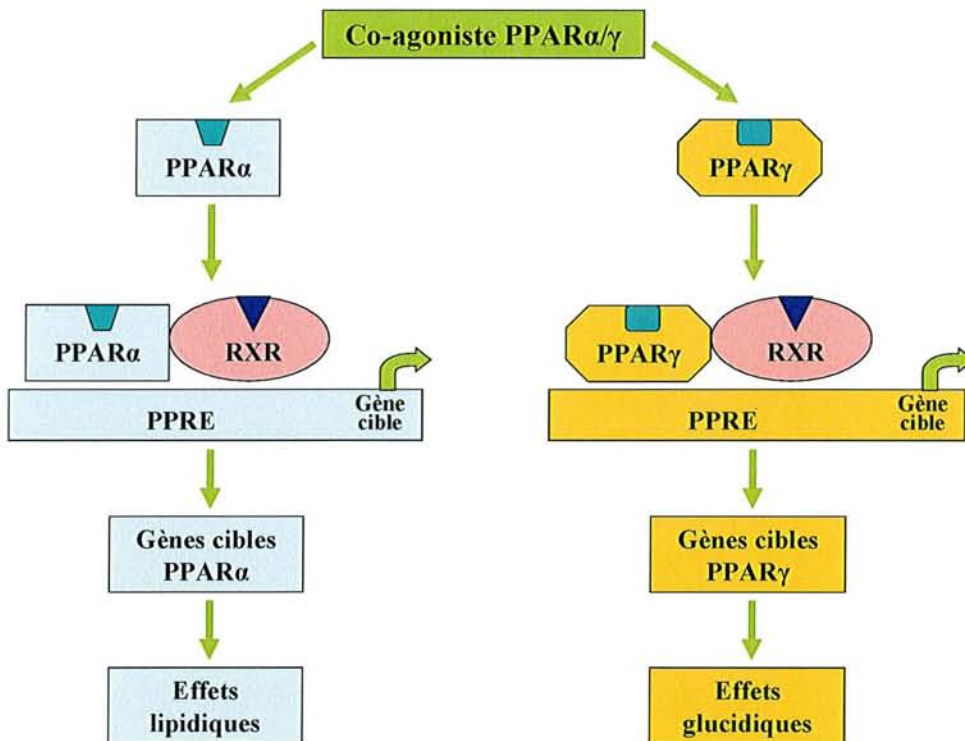 Co-agoniste PPARα/γ
PPARα
PPARγ
PPARα
RXR
Gène
cible
PPRE
PPARγ
RXR
Gène
cible
PPRE
Gènes cibles
PPARα
Gènes cibles
PPARγ
Effets
lipidiques
Effets
glucidiques